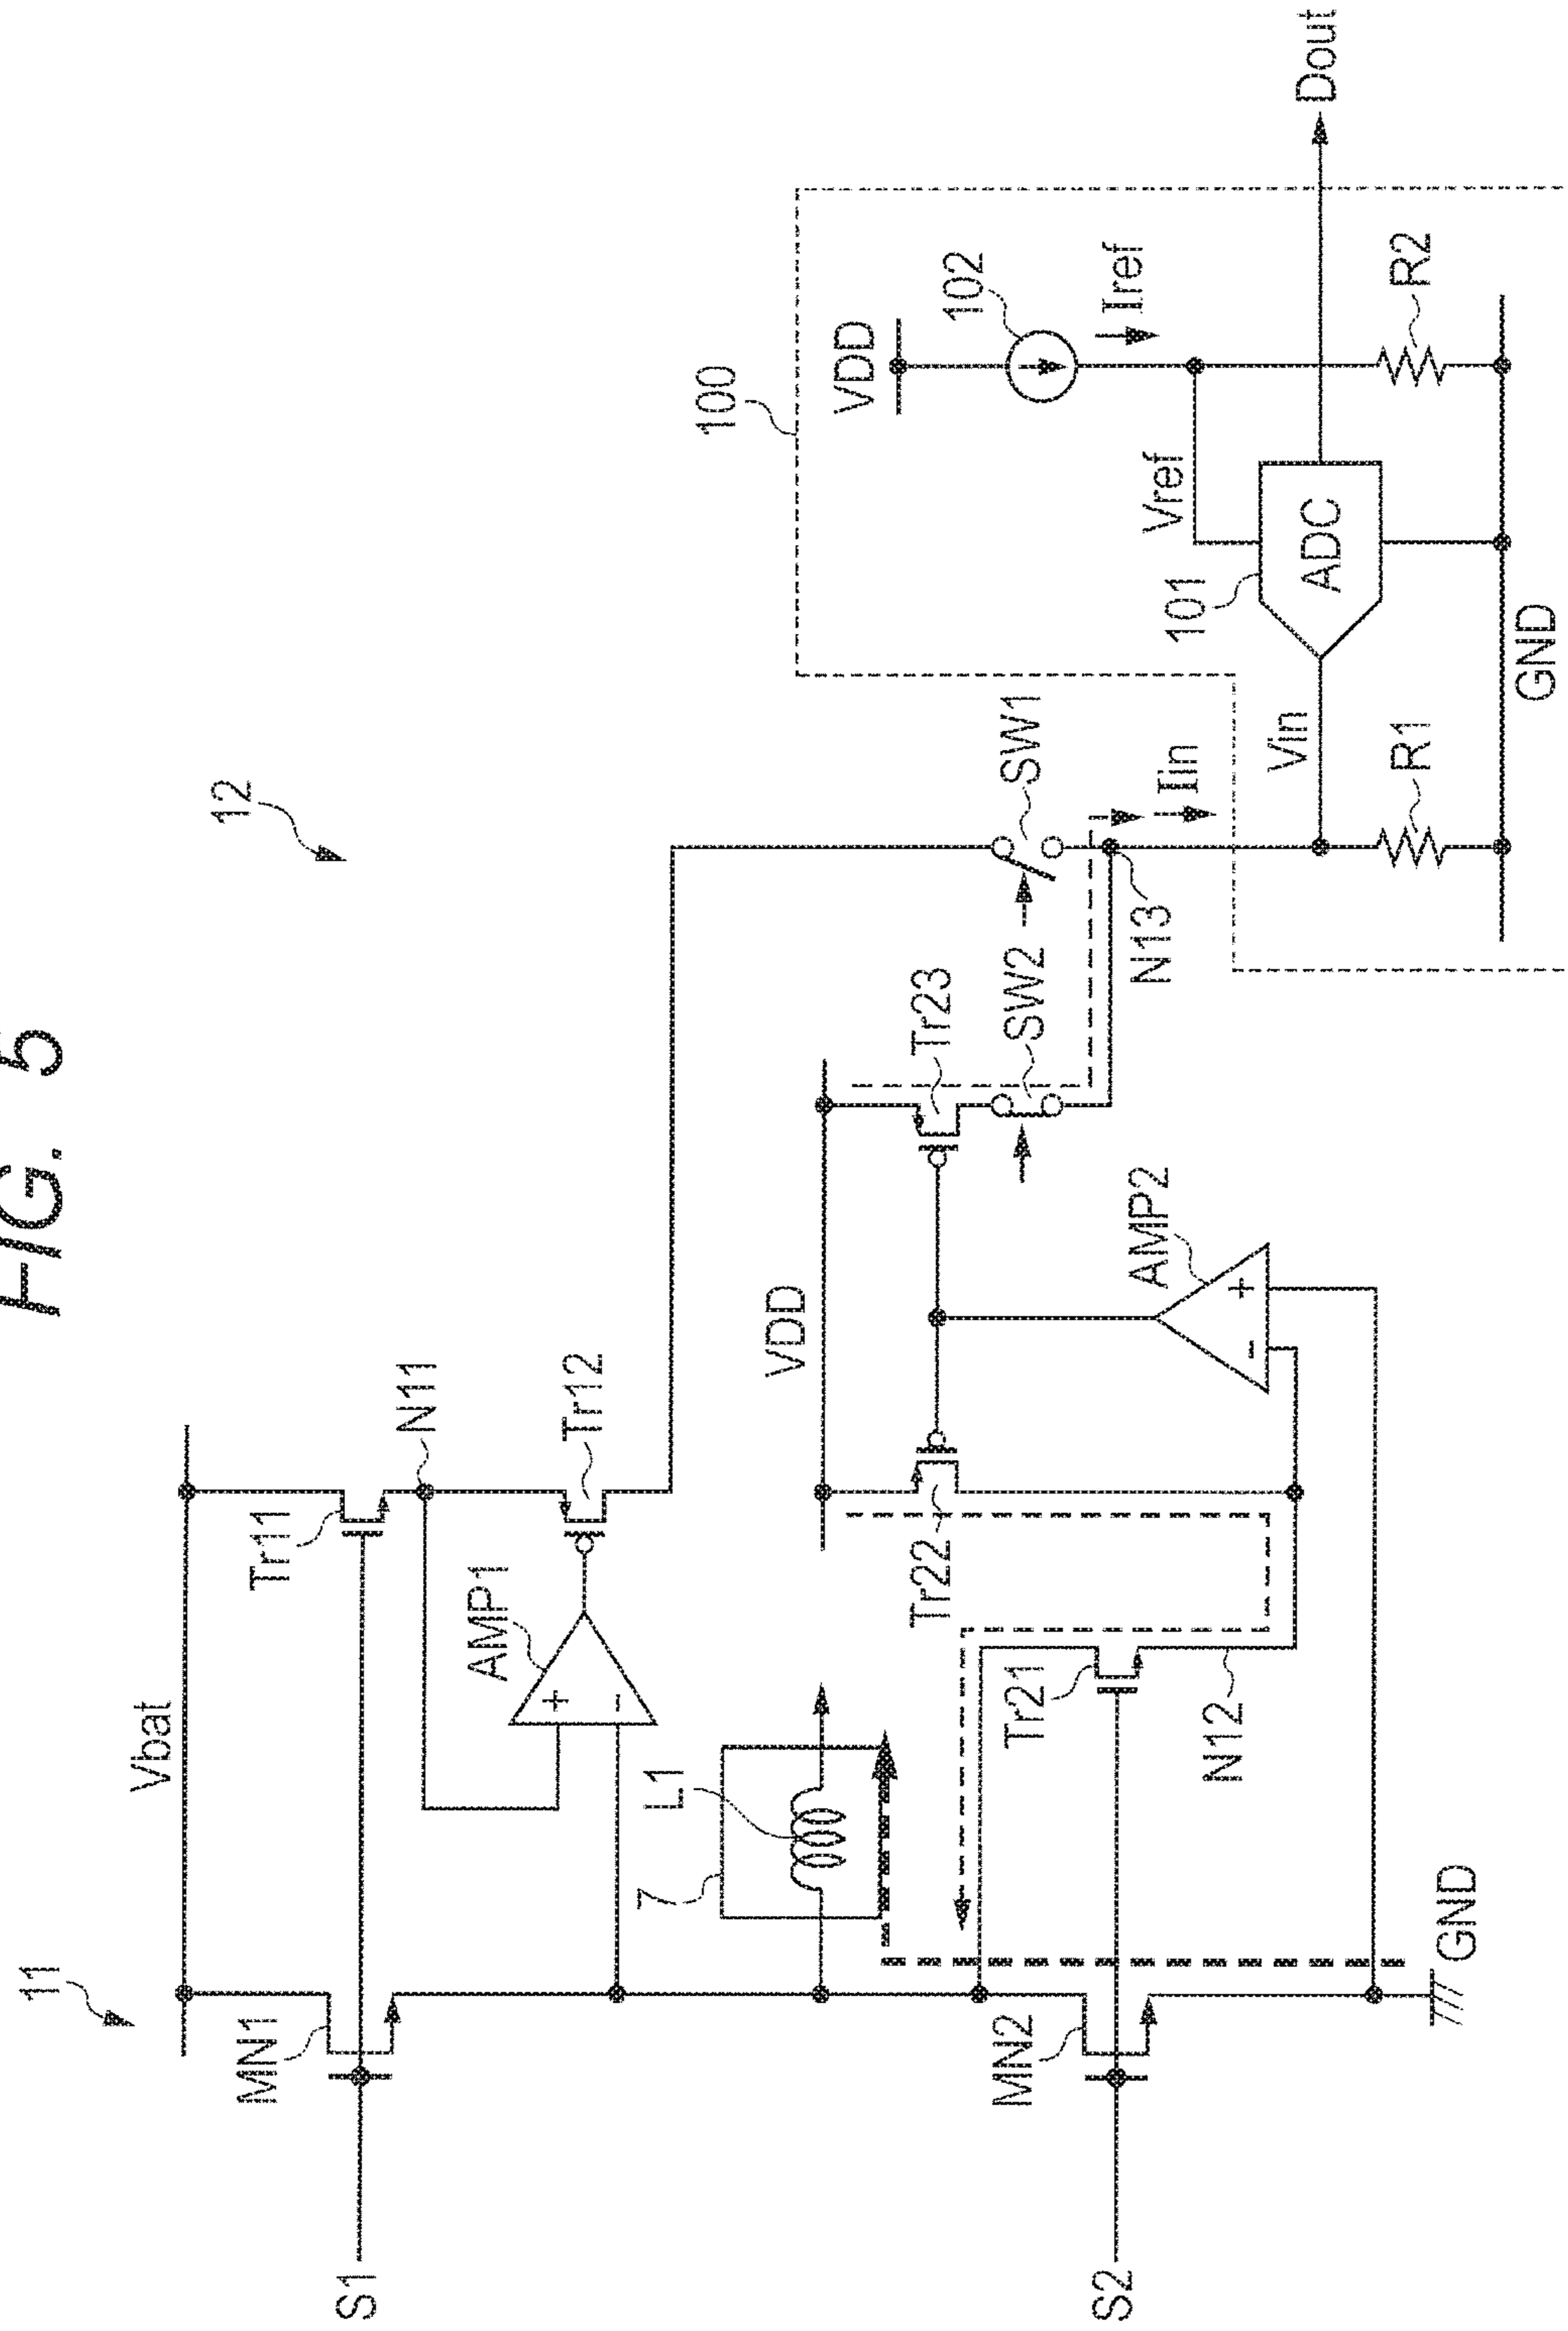 FIG. 5
11
12
Vbat
MN1
S1
Tr11
N11
AMP1
+
-
Tr12
7
L1
VDD
Tr22
Tr23
SW2
SW1
N13
Iin
MN2
S2
Tr21
N12
AMP2
-
+
GND
100
VDD
102
Iref
Vref
101
ADC
Vin
R1
R2
GND
Dout